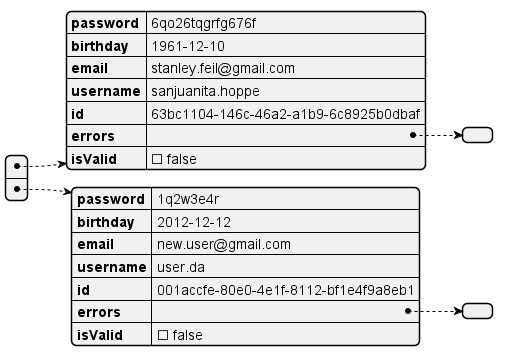 password 6qo26tqgrfg676f
birthday 1961-12-10
email stanley.feil@gmail.com
username sanjuanita.hoppe
id 63bc1104-146c-46a2-a1b9-6c8925b0dbaf
errors
isValid ☐ false
password 1q2w3e4r
birthday 2012-12-12
email new.user@gmail.com
username user.da
id 001accfe-80e0-4e1f-8112-bf1e4f9a8eb1
errors
isValid ☐ false